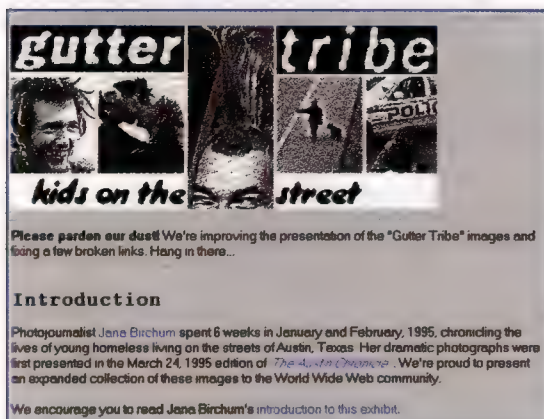 gutter tribe
POLIC
kids on the street
Please pardon our dust! We're improving the presentation of the "Gutter Tribe" images and
fixing a few broken links. Hang in there...
Introduction
Photojournalist Jana Birchum spent 6 weeks in January and February, 1995, chronicling the
lives of young homeless living on the streets of Austin, Texas. Her dramatic photographs were
first presented in the March 24, 1995 edition of The Austin Chronicle. We're proud to present
an expanded collection of these images to the World Wide Web community.
We encourage you to read Jana Birchum's introduction to this exhibit.